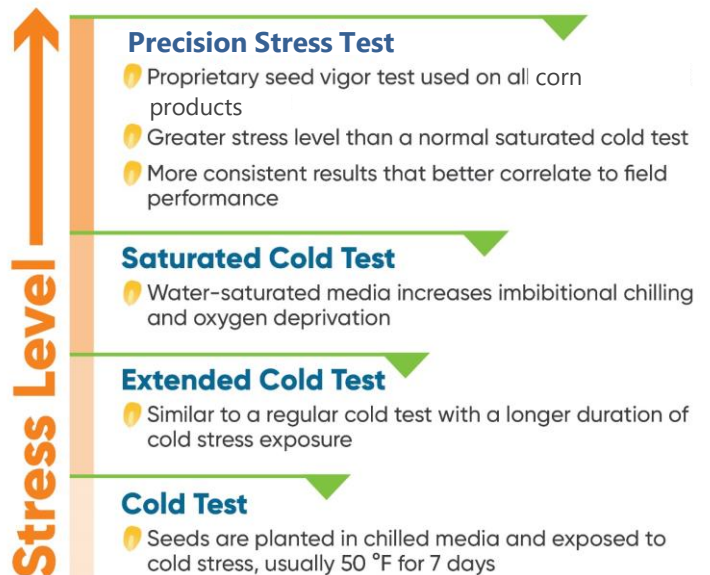 Stress Level
Precision Stress Test
Proprietary seed vigor test used on all corn
products
Greater stress level than a normal saturated cold test
More consistent results that better correlate to field
performance
Saturated Cold Test
Water-saturated media increases imbibitional chilling
and oxygen deprivation
Extended Cold Test
Similar to a regular cold test with a longer duration of
cold stress exposure
Cold Test
Seeds are planted in chilled media and exposed to
cold stress, usually 50 °F for 7 days